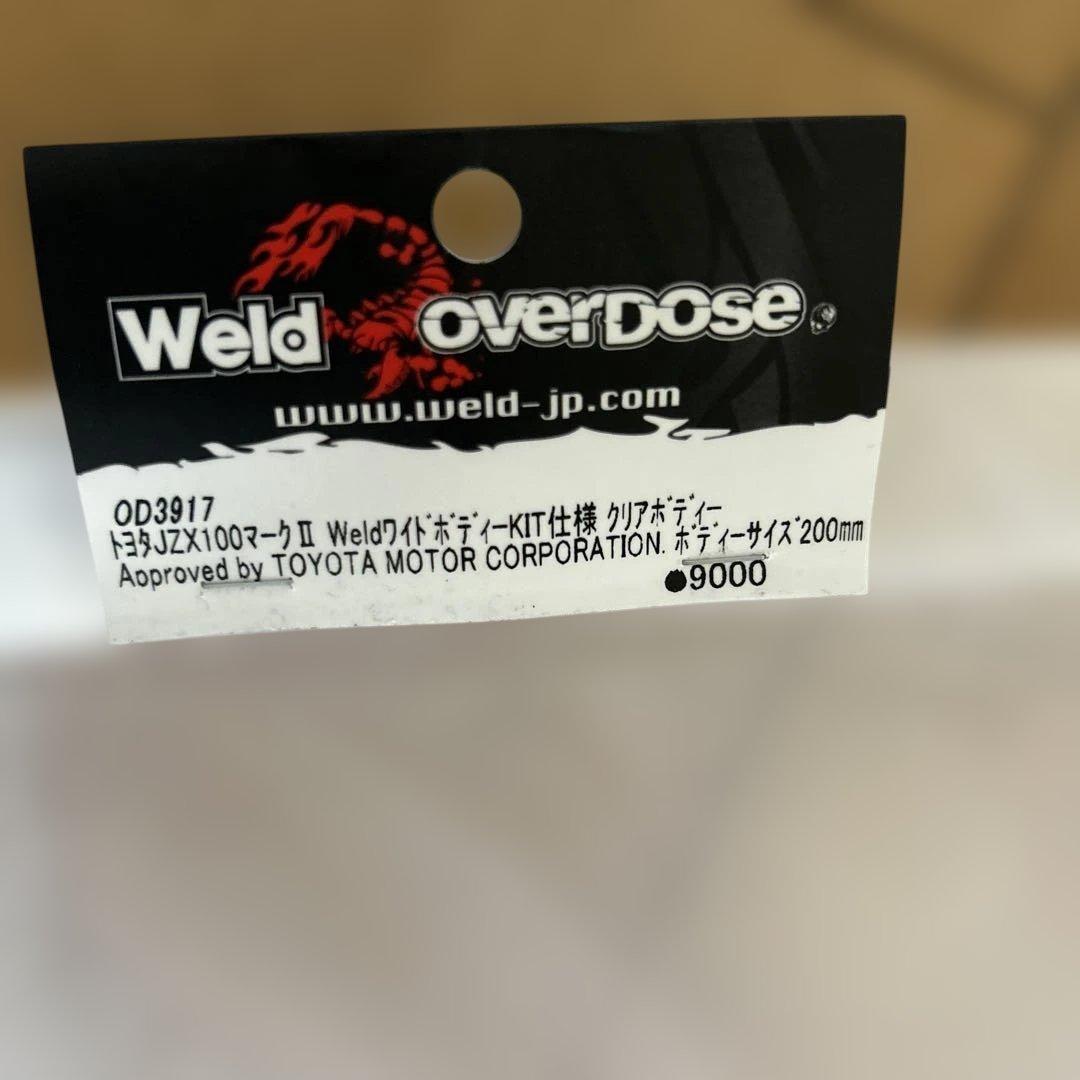 Weld OVERDOSE
www.weld-jp.com
OD3917
ﾄﾖﾀJZX100ﾏｰｸⅡ WeldﾜｲﾄﾞﾎﾞﾃﾞｨｰKIT仕様 ｸﾘｱﾎﾞﾃﾞｨｰ
Aoproved by TOYOTA MOTOR CORPORATION. ﾎﾞﾃﾞｨｰｻｲｽﾞ200mm
●9000